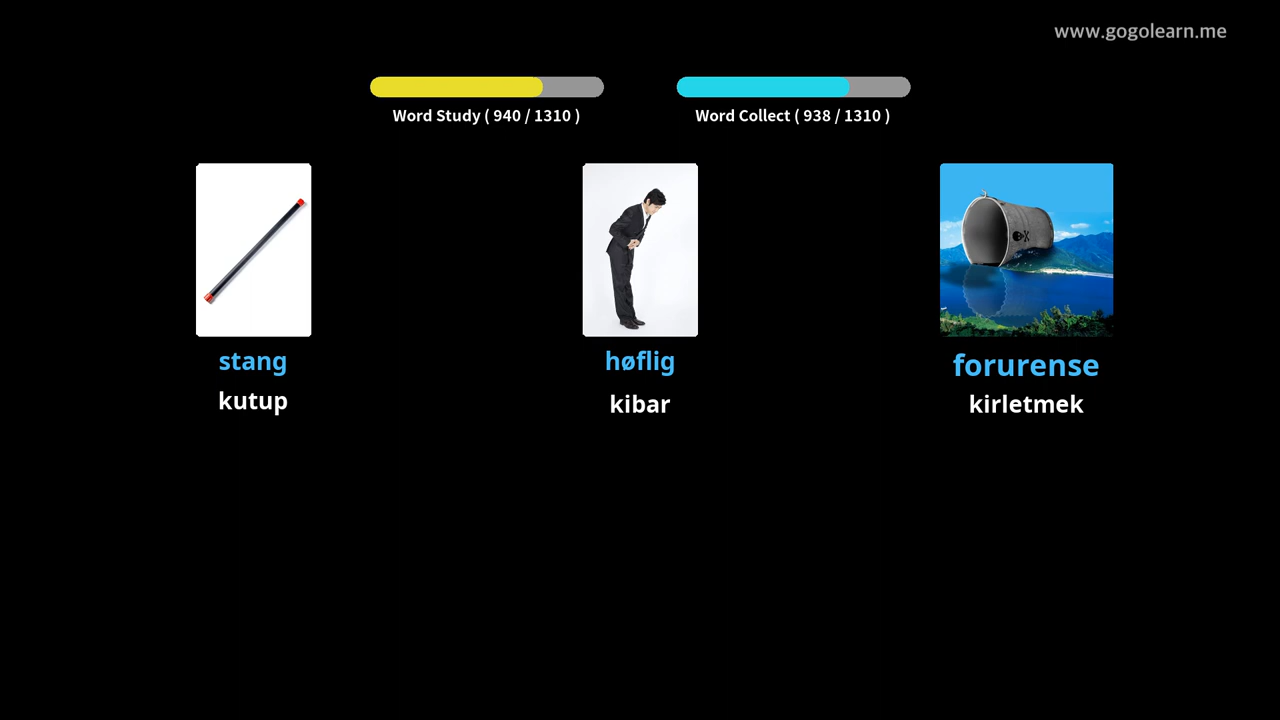 www.gogolearn.me
Word Study ( 940 / 1310 )
Word Collect ( 938 / 1310 )
stang
kutup
høflig
kibar
forurense
kirletmek